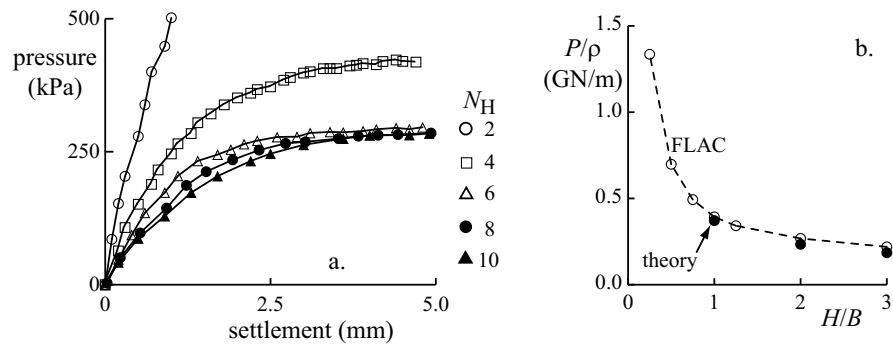 500
pressure
(kPa)
250
0
0
2.5
5.0
settlement (mm)
a.
N_H
2
4
6
8
10
1.5
P/ρ
(GN/m)
b.
1.0
FLAC
0.5
theory
0.0
0
1
2
3
H/B